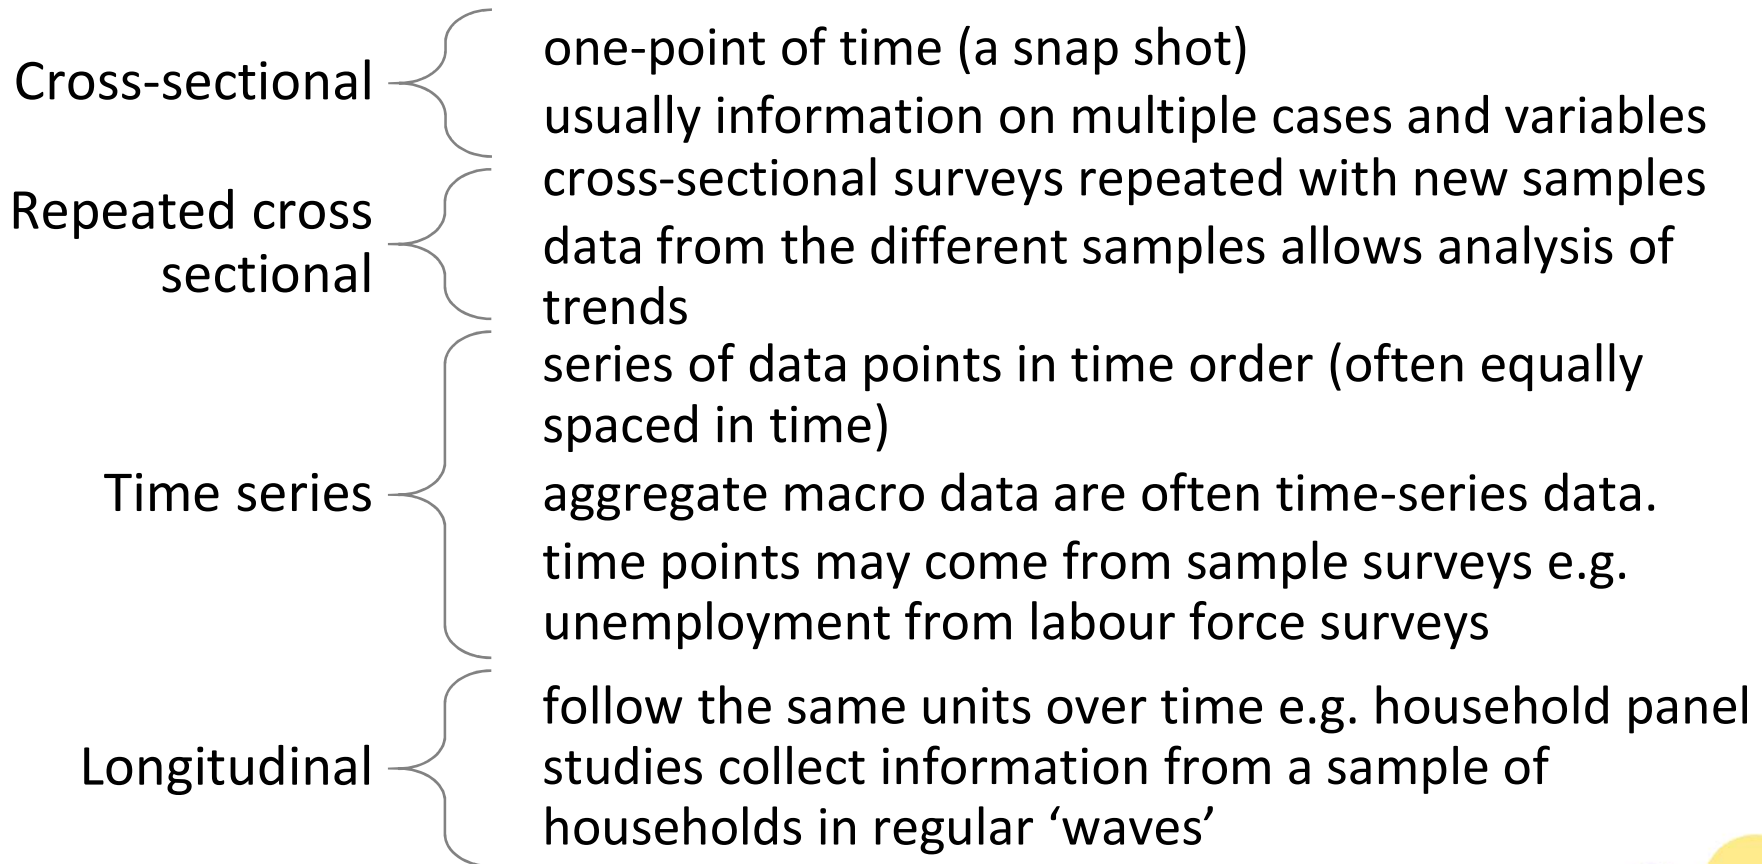 Cross-sectional
one-point of time (a snap shot)
usually information on multiple cases and variables
Repeated cross
sectional
cross-sectional surveys repeated with new samples
data from the different samples allows analysis of
trends
Time series
series of data points in time order (often equally
spaced in time)
aggregate macro data are often time-series data.
time points may come from sample surveys e.g.
unemployment from labour force surveys
Longitudinal
follow the same units over time e.g. household panel
studies collect information from a sample of
households in regular ‘waves’